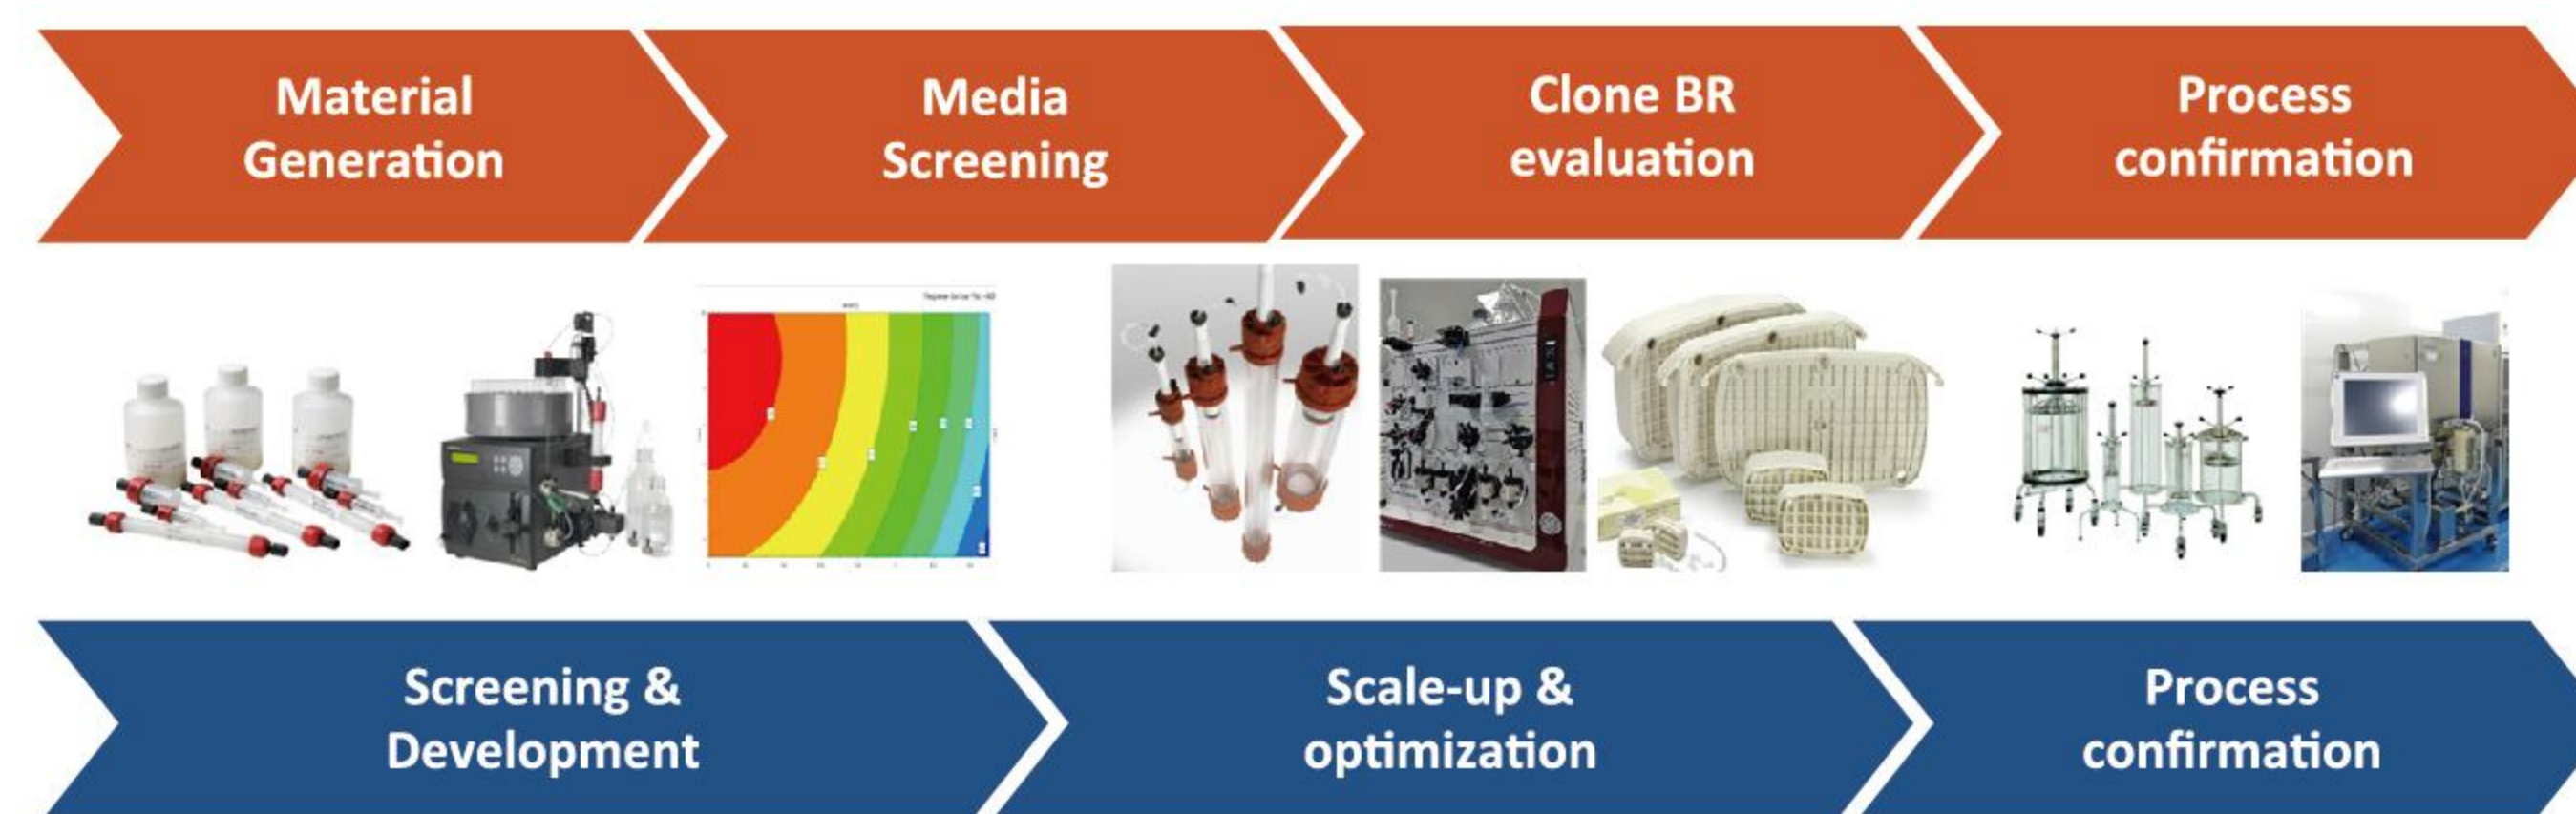 Material
Generation
Media
Screening
Clone BR
evaluation
Process
confirmation
Screening &
Development
Scale-up &
optimization
Process
confirmation